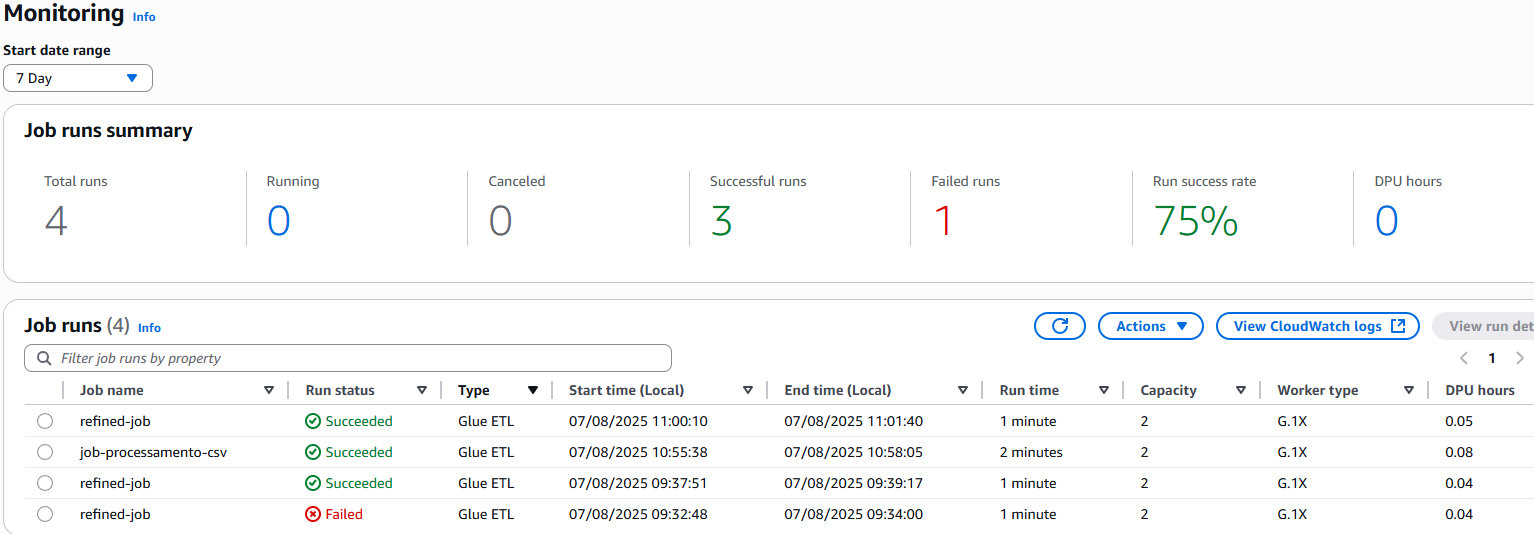 Monitoring Info
Start date range
7 Day
Job runs summary
Total runs Running Canceled Successful runs Failed runs Run success rate DPU hours
4 0 0 3 1 75% 0
Job runs (4) Info Actions View CloudWatch logs View run det
Filter job runs by property 1
Job name Run status Type Start time (Local) End time (Local) Run time Capacity Worker type DPU hours
refined-job Succeeded Glue ETL 07/08/2025 11:00:10 07/08/2025 11:01:40 1 minute 2 G.1X 0.05
job-processamento-csv Succeeded Glue ETL 07/08/2025 10:55:38 07/08/2025 10:58:05 2 minutes 2 G.1X 0.08
refined-job Succeeded Glue ETL 07/08/2025 09:37:51 07/08/2025 09:39:17 1 minute 2 G.1X 0.04
refined-job Failed Glue ETL 07/08/2025 09:32:48 07/08/2025 09:34:00 1 minute 2 G.1X 0.04